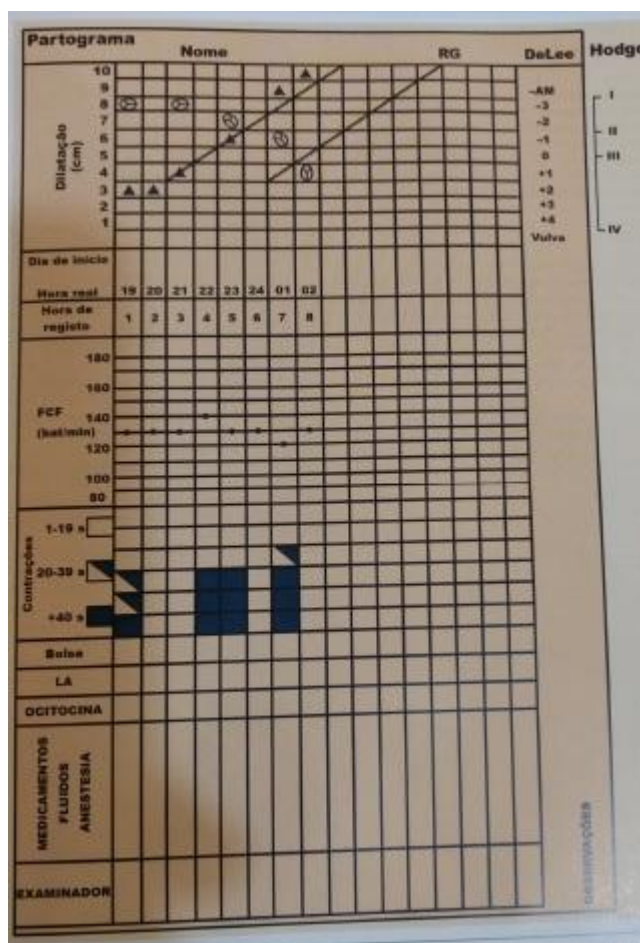 Partograma
Nome RG DeLee Hodge
Dilatação
(cm)
10
9
8
7
6
5
4
3
2
1
-AM
-3
-2
-1
0
+1
+2
+3
+4
Vulva
I
II
III
IV
Dia de início
Hora real 19 20 21 22 23 24 01 02
Hora de
registo 1 2 3 4 5 6 7 8
FCF
(bat/min)
180
160
140
120
100
80
Contrações
1-19 s
20-39 s
+40 s
Bolsa
LA
OCITOCINA
MEDICAMENTOS
FLUIDOS
ANESTESIA
EXAMINADOR
OBSERVAÇÕES